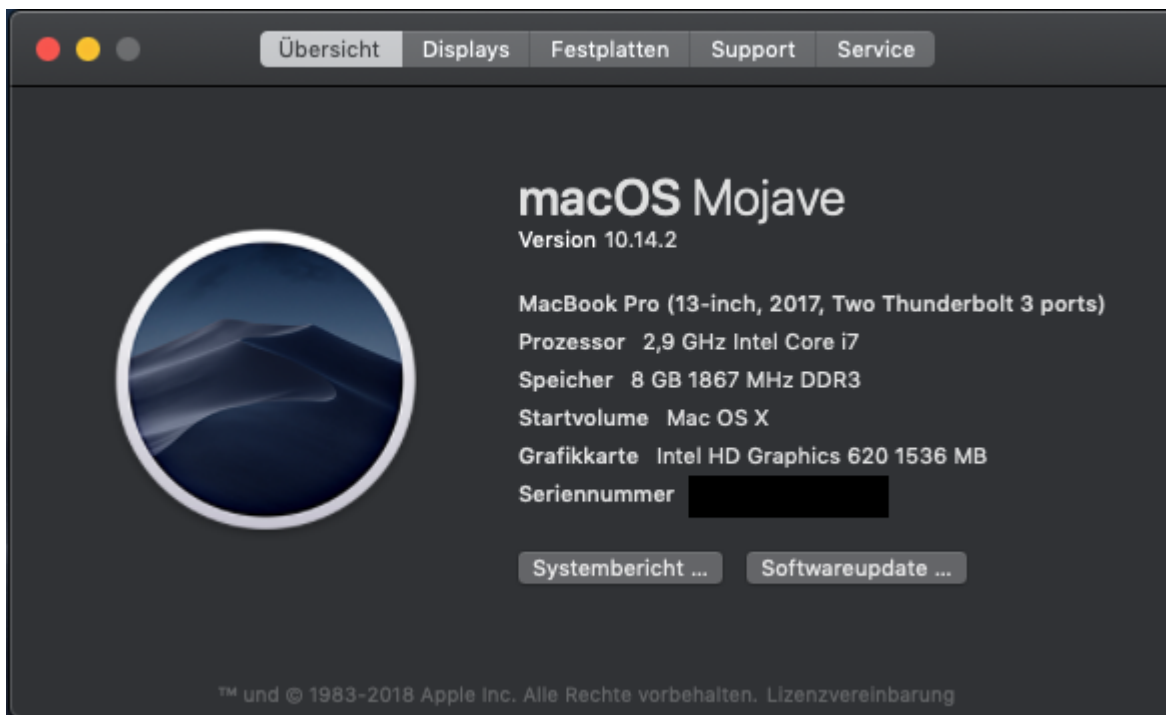 Übersicht Displays Festplatten Support Service
macOS Mojave
Version 10.14.2
MacBook Pro (13-inch, 2017, Two Thunderbolt 3 ports)
Prozessor 2,9 GHz Intel Core i7
Speicher 8 GB 1867 MHz DDR3
Startvolume Mac OS X
Grafikkarte Intel HD Graphics 620 1536 MB
Seriennummer
Systembericht ... Softwareupdate ...
™ und © 1983-2018 Apple Inc. Alle Rechte vorbehalten. Lizenzvereinbarung